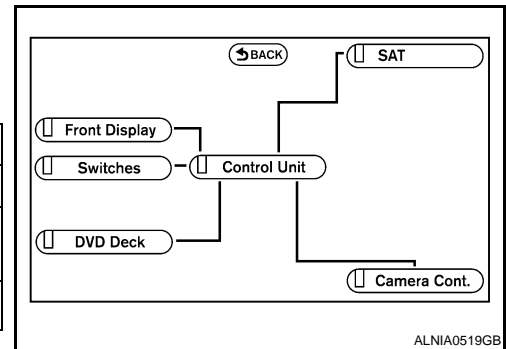 BACK
SAT
Front Display
Switches
Control Unit
DVD Deck
Camera Cont.
ALNIA0519GB